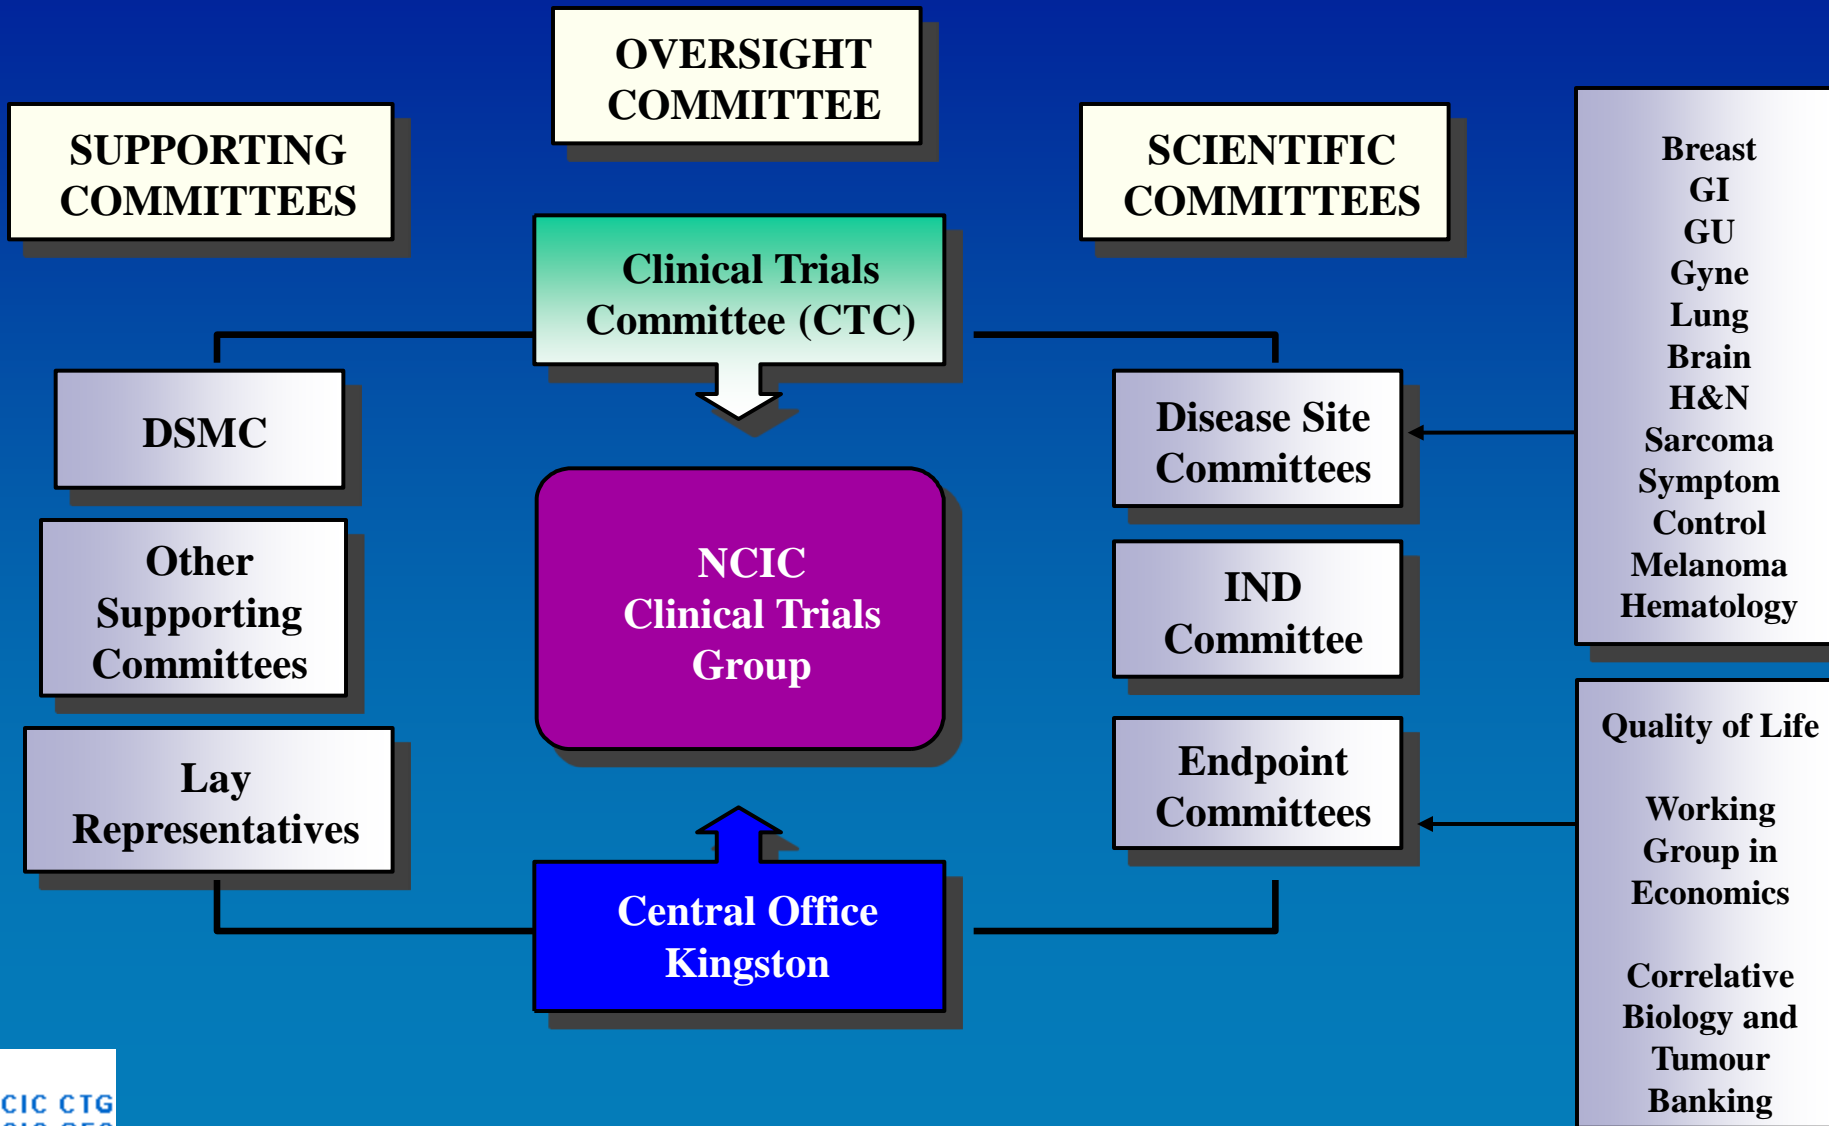 OVERSIGHT
COMMITTEE
SUPPORTING
COMMITTEES
SCIENTIFIC
COMMITTEES
Clinical Trials
Committee (CTC)
DSMC
Other
Supporting
Committees
Lay
Representatives
NCIC
Clinical Trials
Group
Central Office
Kingston
Disease Site
Committees
IND
Committee
Endpoint
Committees
Breast
GI
GU
Gyne
Lung
Brain
H&N
Sarcoma
Symptom
Control
Melanoma
Hematology
Quality of Life
Working
Group in
Economics
Correlative
Biology and
Tumour
Banking
CIC CTG